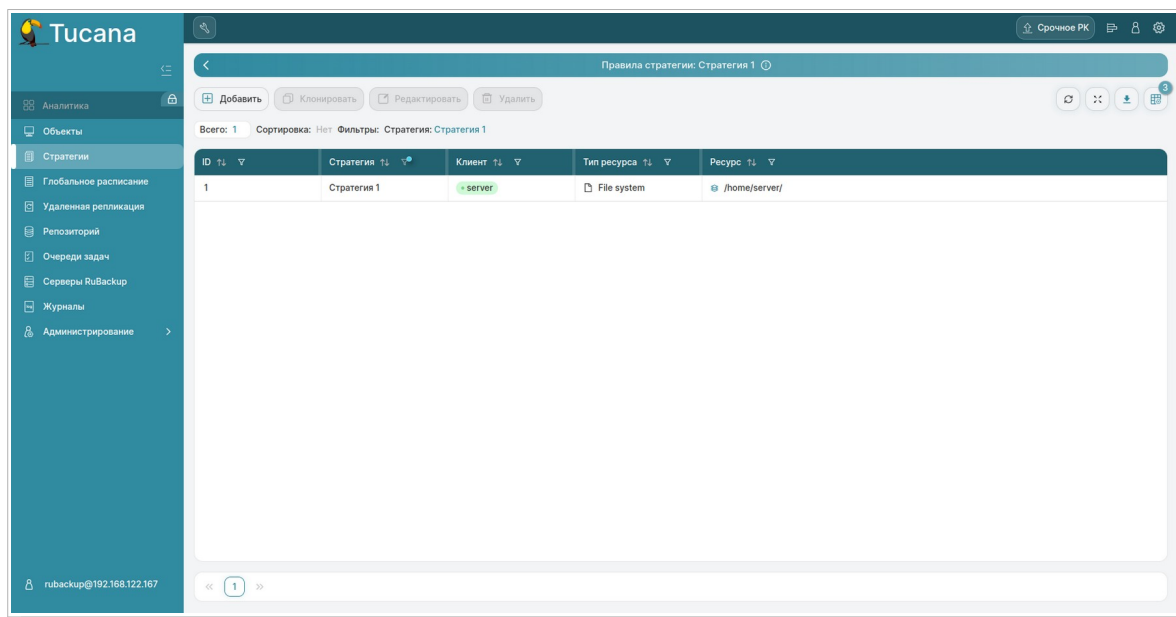 Tucana
Срочное РК
Правила стратегии: Стратегия 1
Аналитика
Добавить Клонировать Редактировать Удалить
3
Объекты
Всего: 1 Сортировка: Нет Фильтры: Стратегия: Стратегия 1
Стратегии
ID Стратегия Клиент Тип ресурса Ресурс
Глобальное расписание
1 Стратегия 1 server File system /home/server/
Удаленная репликация
Репозиторий
Очереди задач
Серверы RuBackup
Журналы
Администрирование
rubackup@192.168.122.167
« 1 »